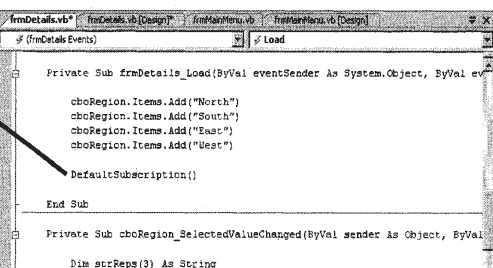 frmDetails.vb* frmDetails.vb [Design]* frmMainMenu.vb frmMainMenu.vb [Design]
(frmDetails Events) Load
Private Sub frmDetails_Load(ByVal eventSender As System.Object, ByVal ev
cboRegion.Items.Add("North")
cboRegion.Items.Add("South")
cboRegion.Items.Add("East")
cboRegion.Items.Add("West")
DefaultSubscription()
End Sub
Private Sub cboRegion_SelectedValueChanged(ByVal sender As Object, ByVal
Dim strReps(3) As String